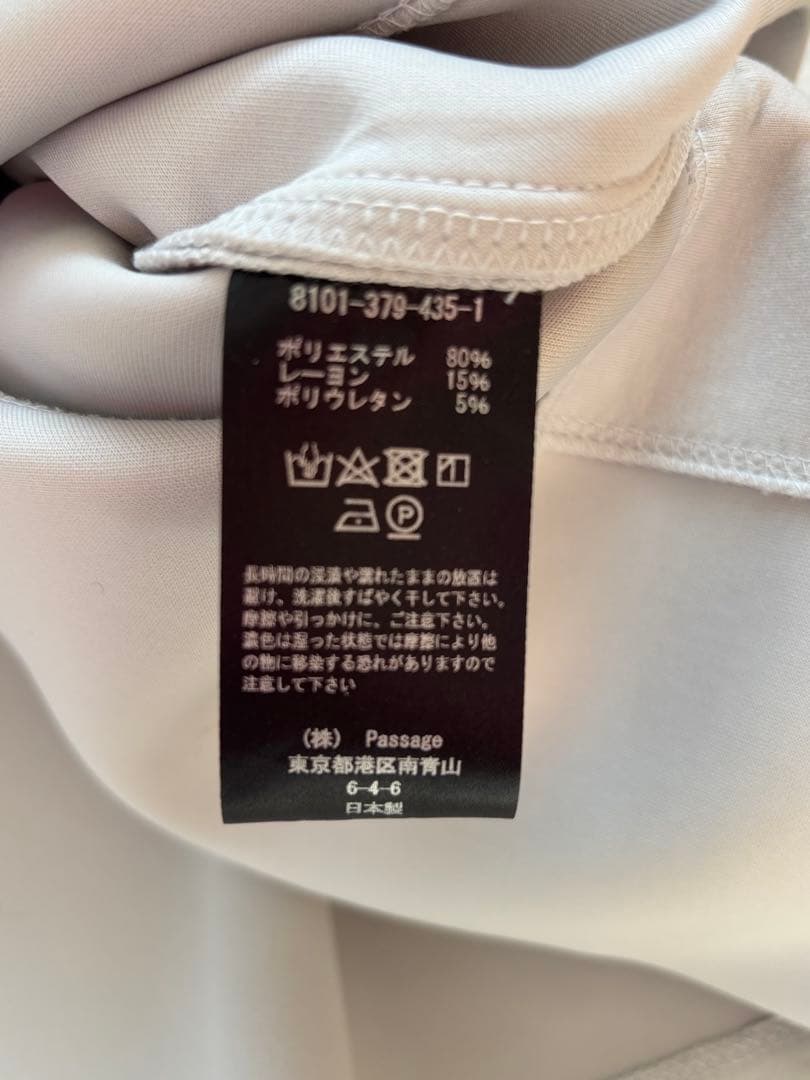 8101-379-435-1
ポリエステル 80%
レーヨン 15%
ポリウレタン 5%
P
長時間の浸漬や濡れたままの放置は
避け、洗濯後すばやく干して下さい。
摩擦や引っかけに、ご注意下さい。
濃色は湿った状態では摩擦により他
の物に移染する恐れがありますので
注意して下さい
(株) Passage
東京都港区南青山
6-4-6
日本製